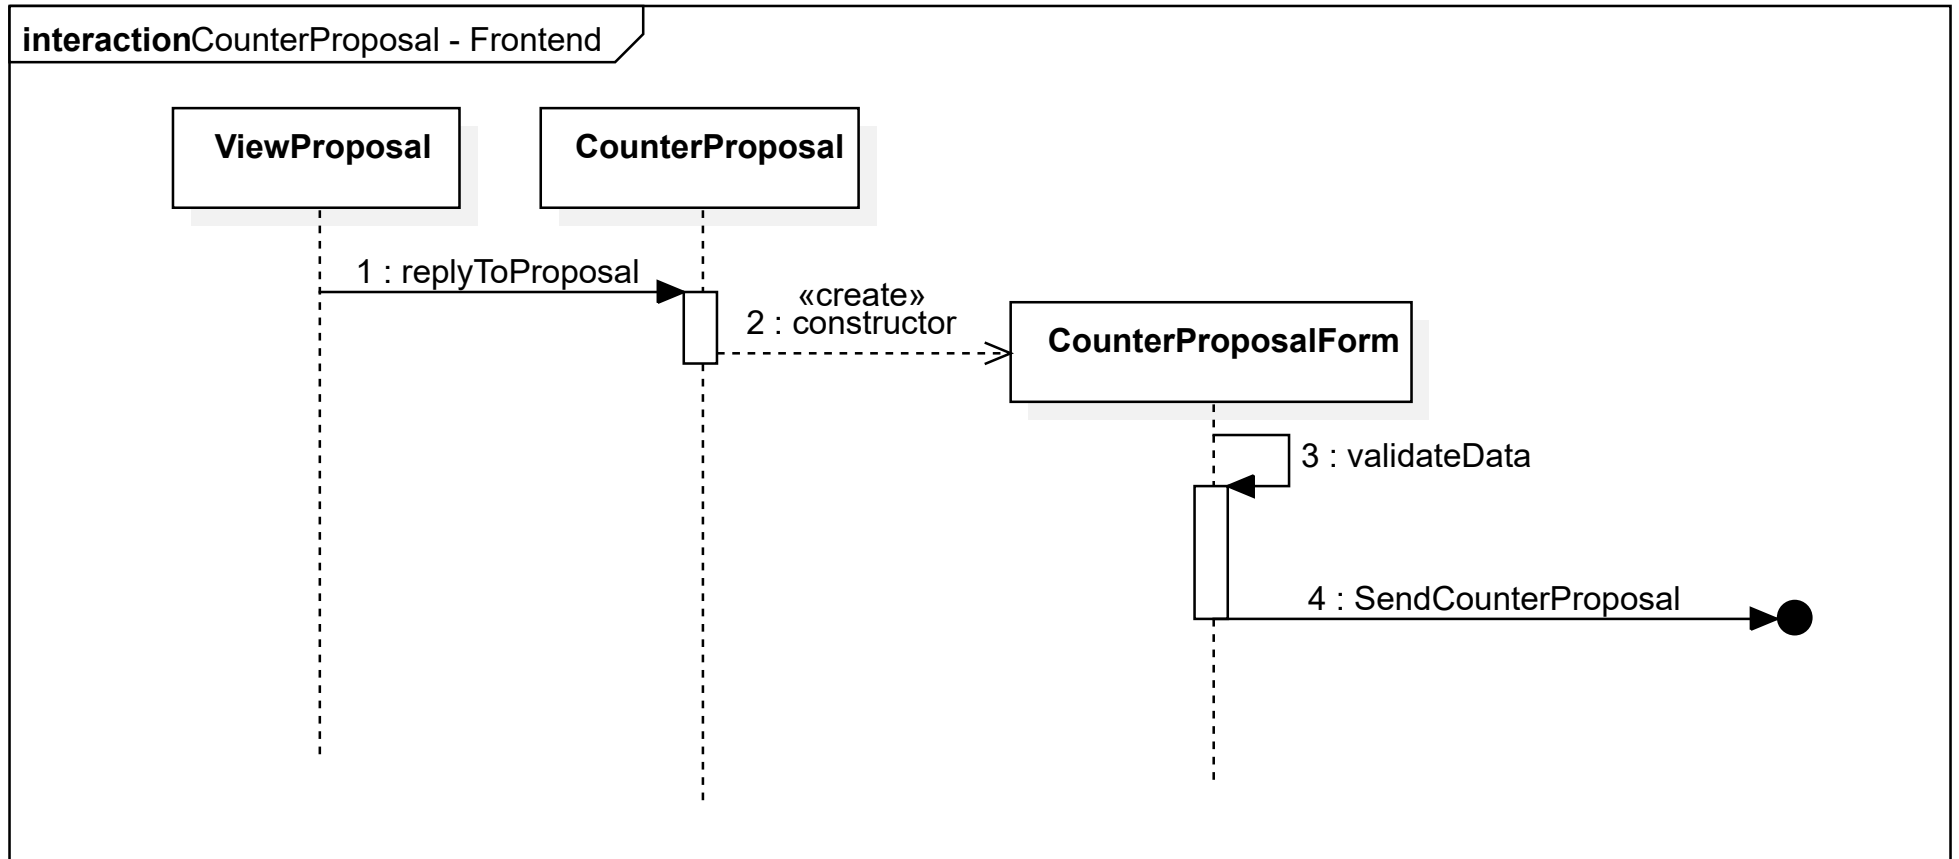 interactionCounterProposal - Frontend
ViewProposal
CounterProposal
1 : replyToProposal
«create»
2 : constructor
CounterProposalForm
3 : validateData
4 : SendCounterProposal